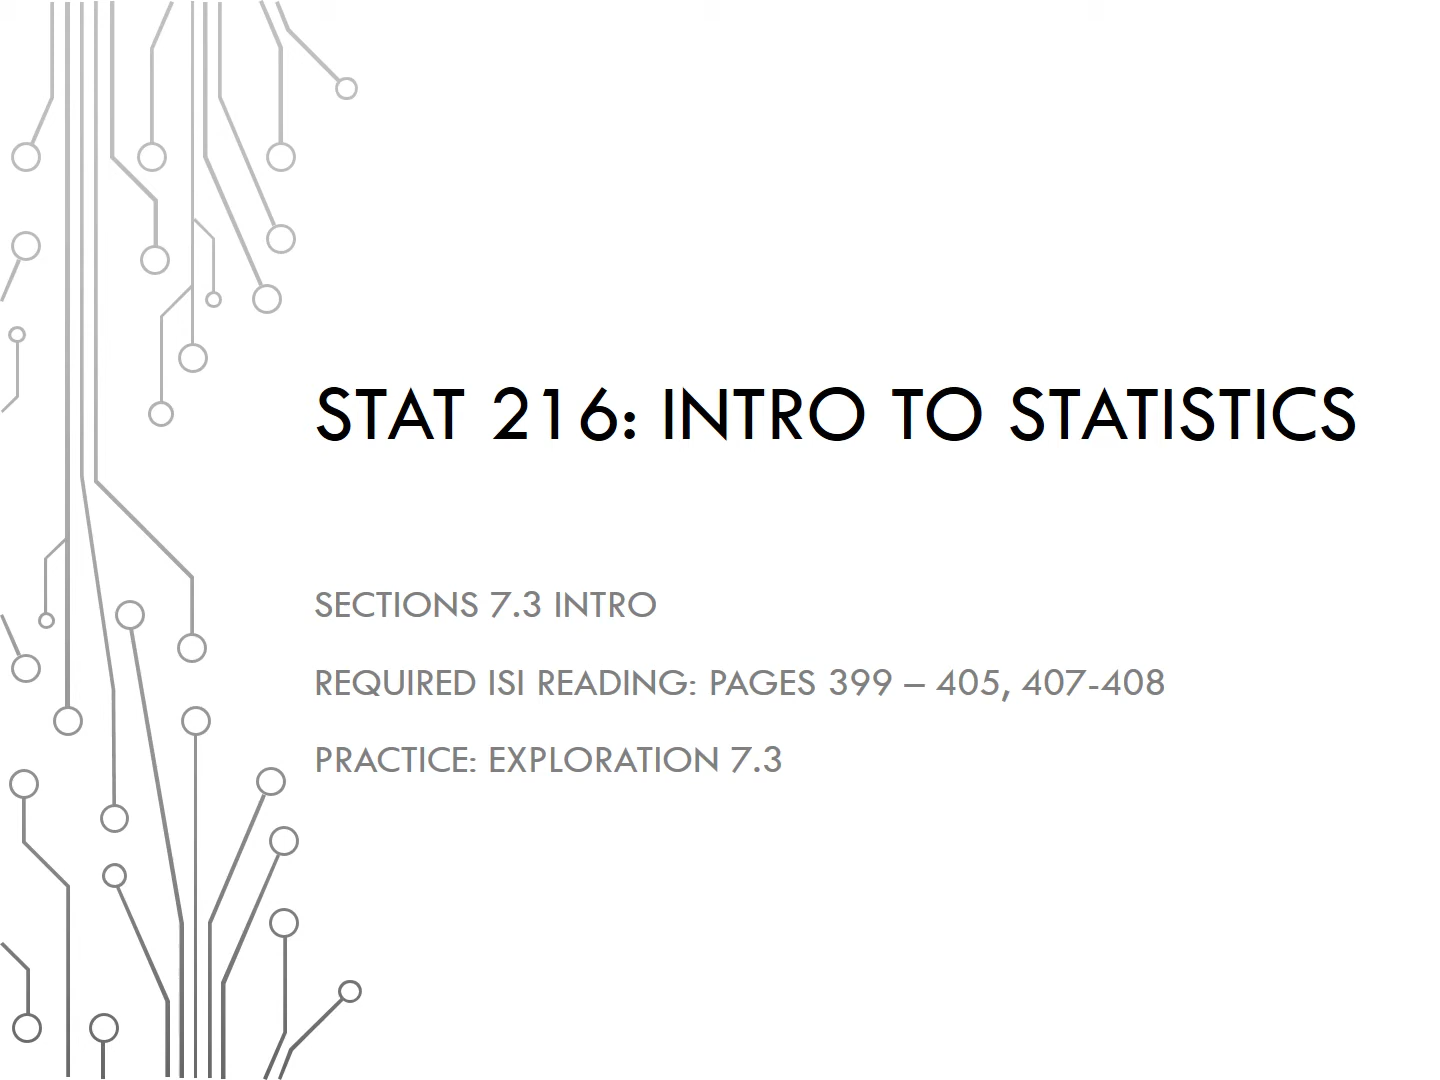 STAT 216: INTRO TO STATISTICS
SECTIONS 7.3 INTRO
REQUIRED ISI READING: PAGES 399 – 405, 407-408
PRACTICE: EXPLORATION 7.3